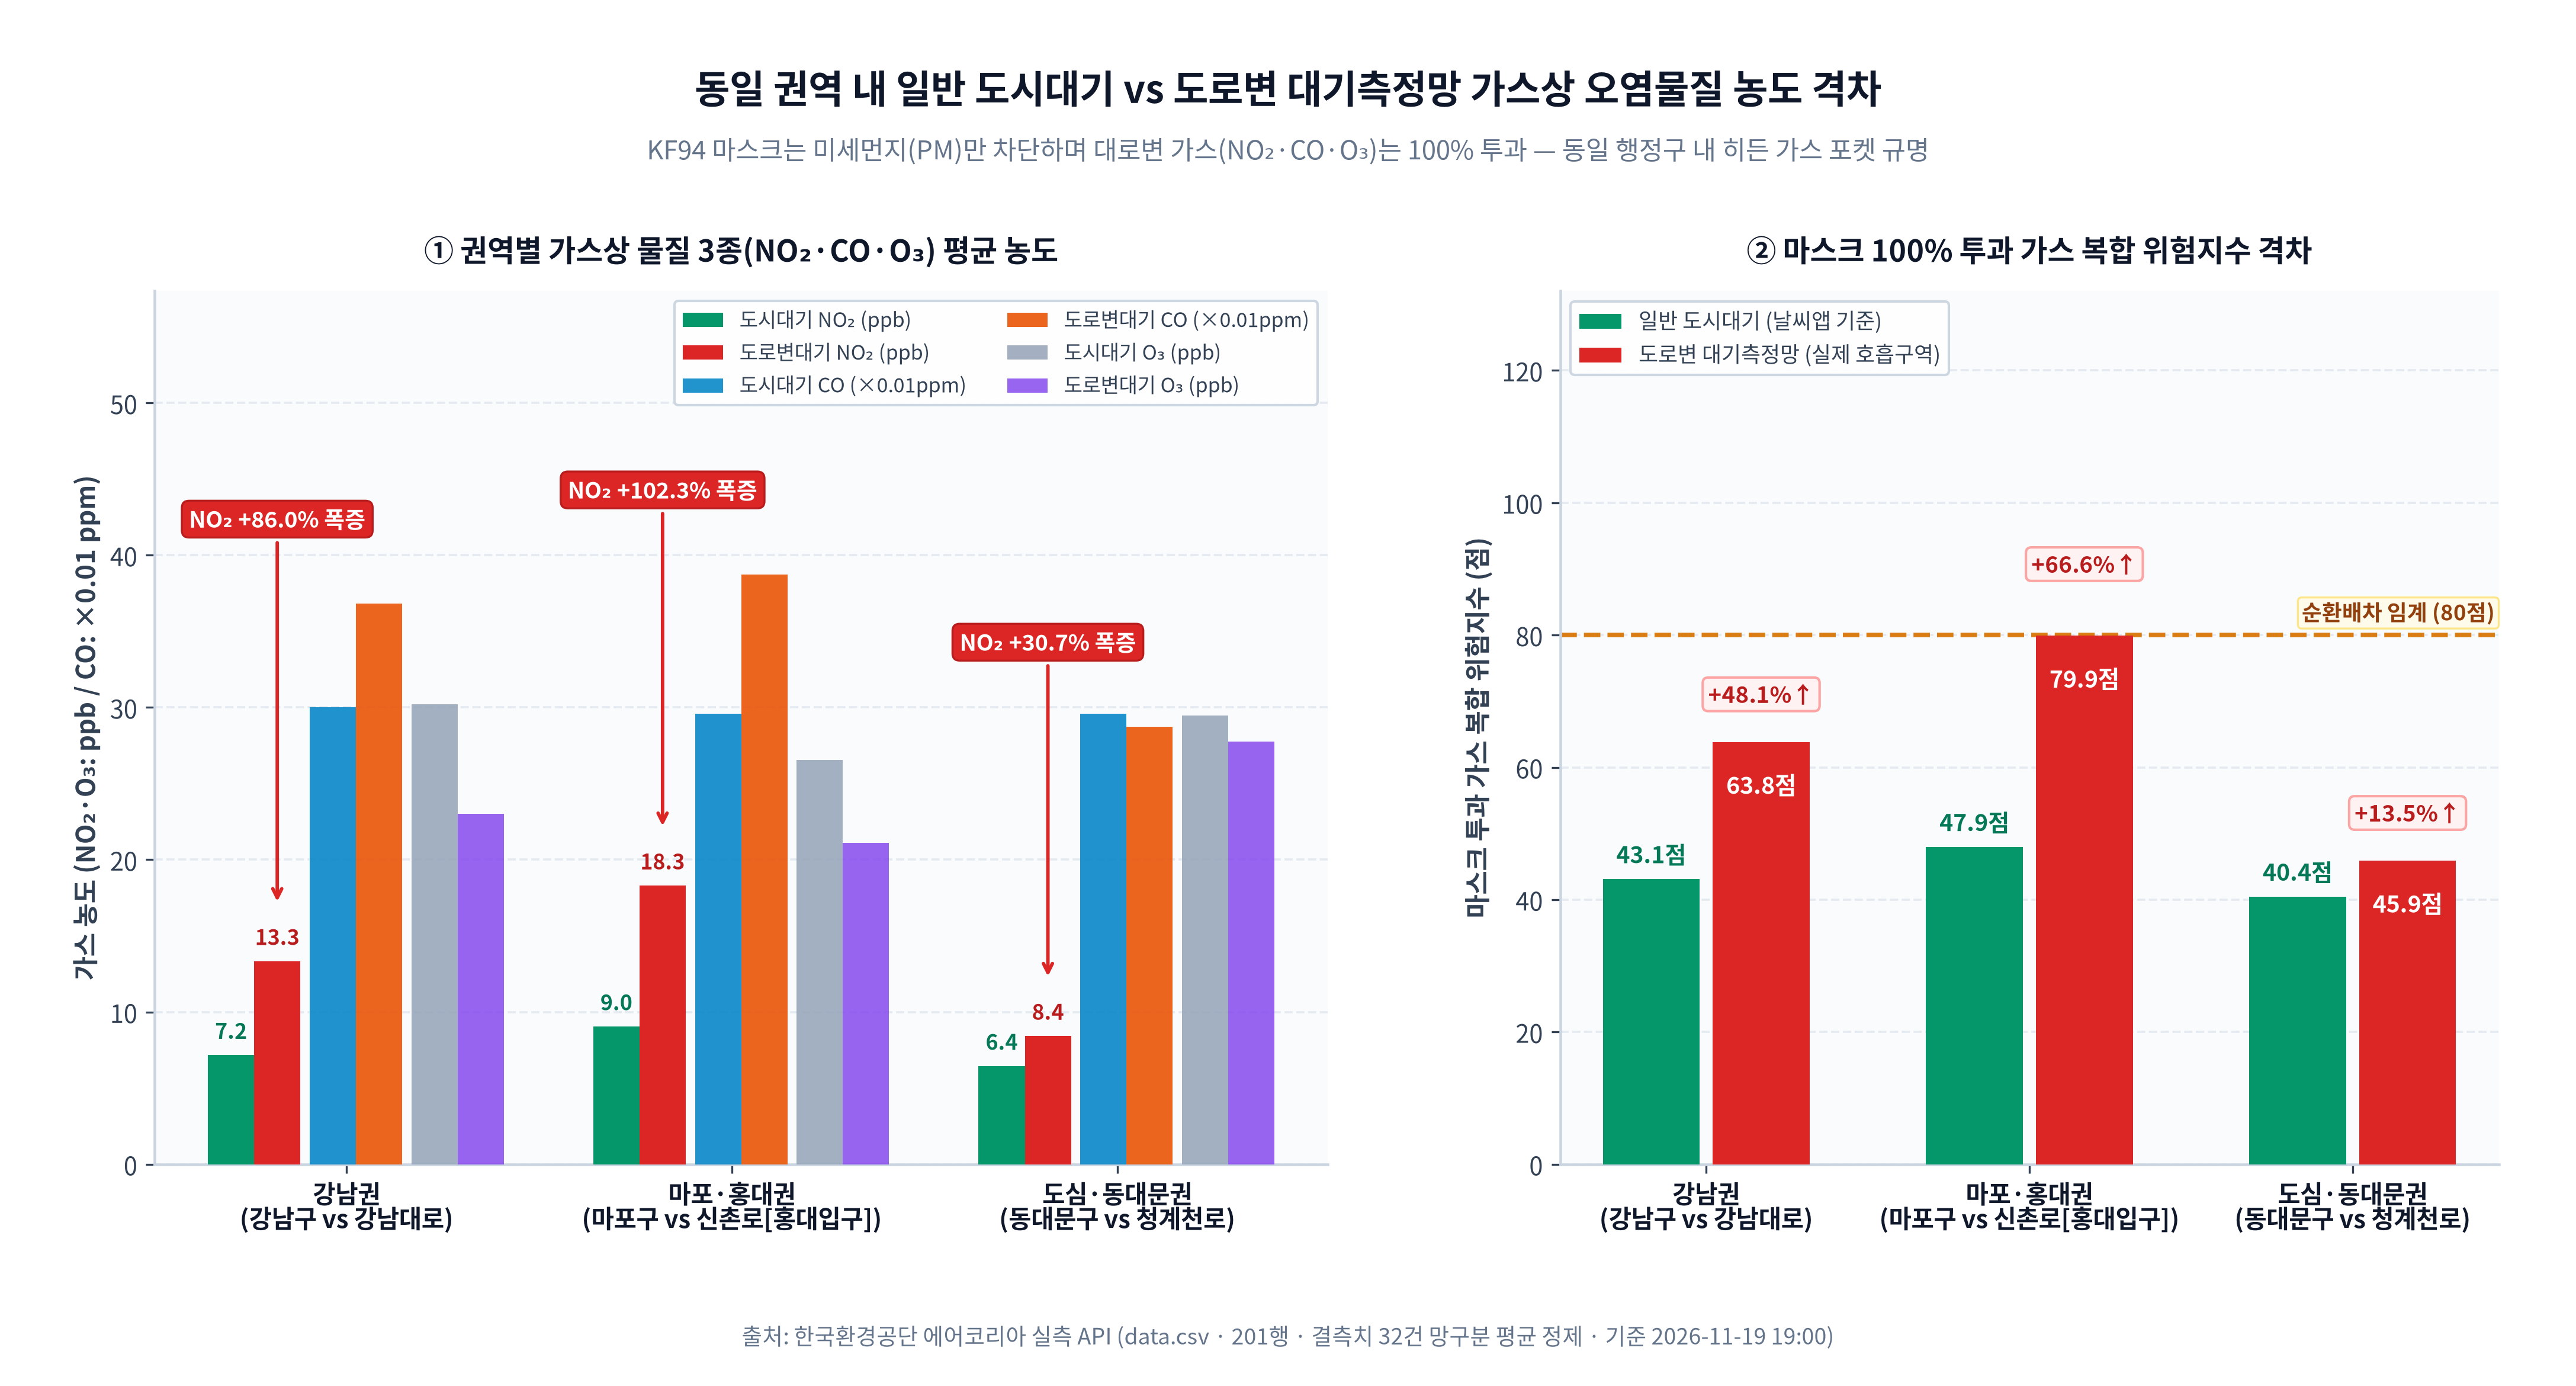 동일 권역 내 일반 도시대기 vs 도로변 대기측정망 가스상 오염물질 농도 격차
KF94 마스크는 미세먼지(PM)만 차단하며 대로변 가스(NO₂·CO·O₃)는 100% 투과 — 동일 행정구 내 히든 가스 포켓 규명
① 권역별 가스상 물질 3종(NO₂·CO·O₃) 평균 농도
도시대기 NO₂ (ppb)
도로변대기 NO₂ (ppb)
도시대기 CO (×0.01ppm)
도로변대기 CO (×0.01ppm)
도시대기 O₃ (ppb)
도로변대기 O₃ (ppb)
가스 농도 (NO₂·O₃: ppb / CO: ×0.01 ppm)
50
40
30
20
10
0
NO₂ +86.0% 폭증
NO₂ +102.3% 폭증
NO₂ +30.7% 폭증
7.2
13.3
9.0
18.3
6.4
8.4
강남권
(강남구 vs 강남대로)
마포·홍대권
(마포구 vs 신촌로[홍대입구])
도심·동대문권
(동대문구 vs 청계천로)
② 마스크 100% 투과 가스 복합 위험지수 격차
일반 도시대기 (날씨앱 기준)
도로변 대기측정망 (실제 호흡구역)
마스크 투과 가스 복합 위험지수 (점)
120
100
80
60
40
20
0
순환배차 임계 (80점)
+48.1%↑
+66.6%↑
+13.5%↑
43.1점
63.8점
47.9점
79.9점
40.4점
45.9점
강남권
(강남구 vs 강남대로)
마포·홍대권
(마포구 vs 신촌로[홍대입구])
도심·동대문권
(동대문구 vs 청계천로)
출처: 한국환경공단 에어코리아 실측 API (data.csv · 201행 · 결측치 32건 망구분 평균 정제 · 기준 2026-11-19 19:00)